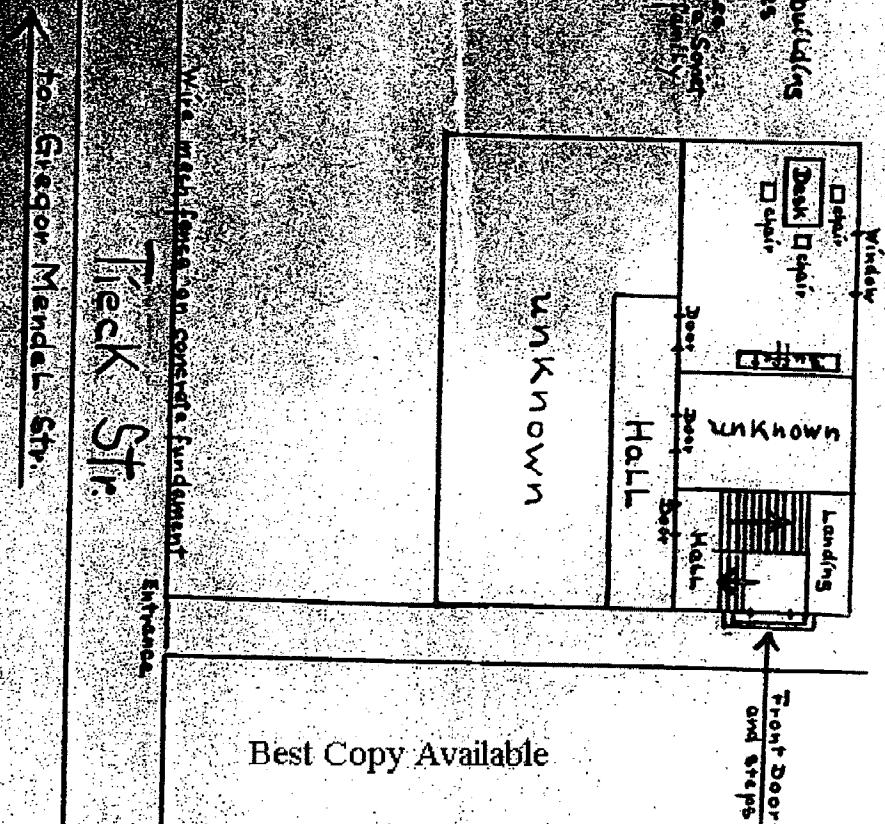 Window
building
chair
Desk
chair
chair
Landing
unknown
Front Door
and steps
Door
Door
Door
Hall
HaLL
unknown
Wire mesh fence on concrete fundament
Entrance
Tieck Str.
to Gregor Mendel Str.
Best Copy Available